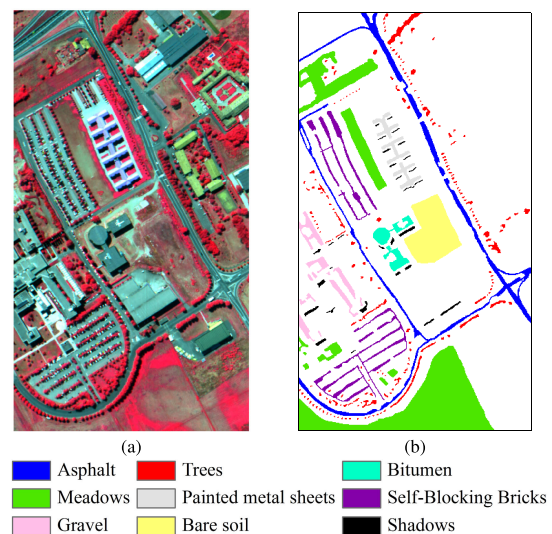 (a) (b)
Asphalt Trees Bitumen
Meadows Painted metal sheets Self-Blocking Bricks
Gravel Bare soil Shadows